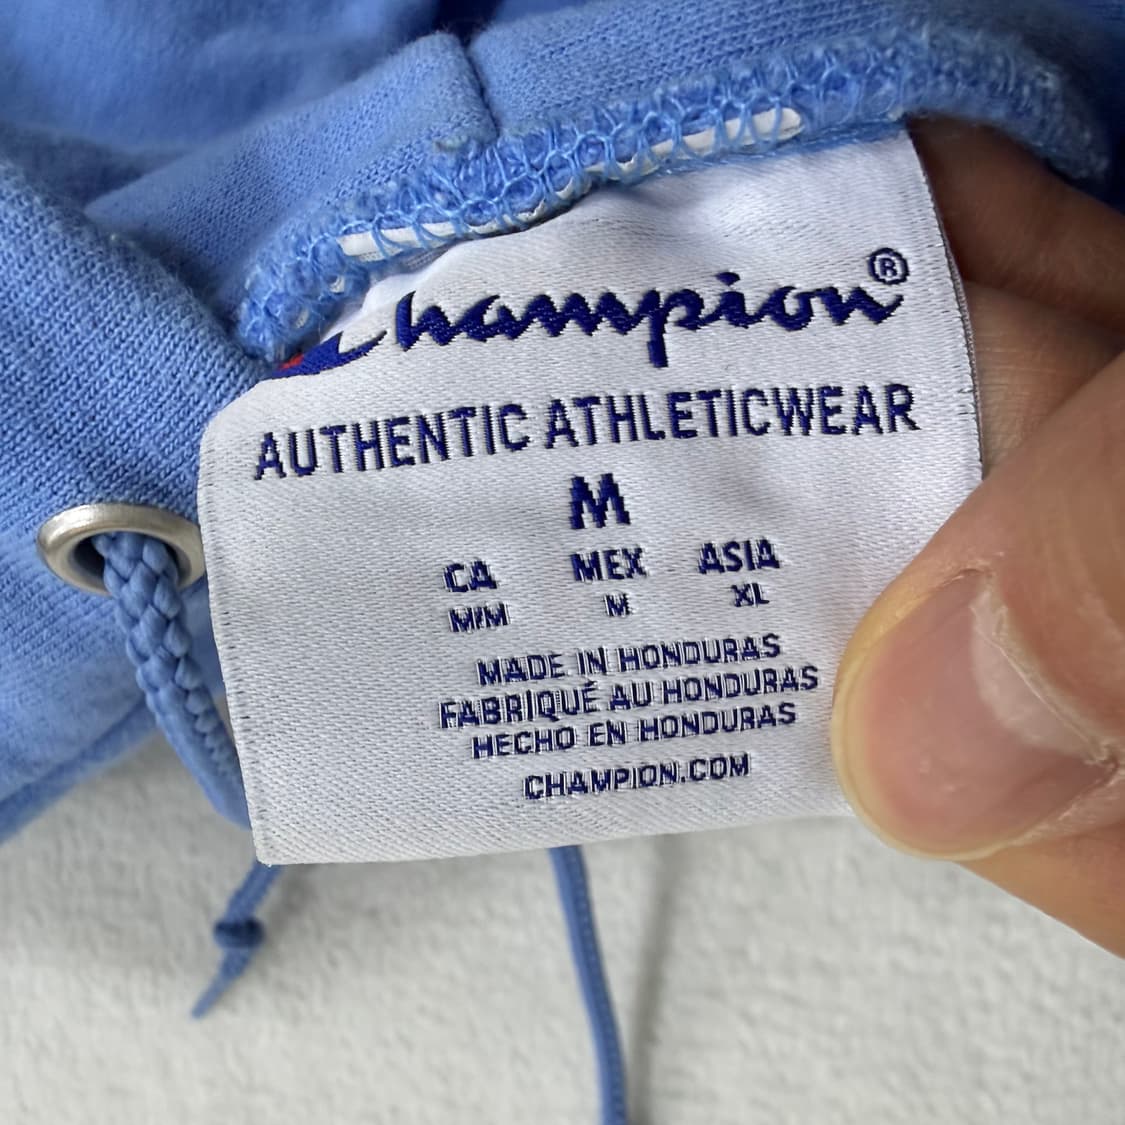 Champion®
AUTHENTIC ATHLETICWEAR
M
CA MEX ASIA
M/M M XL
MADE IN HONDURAS
FABRIQUÉ AU HONDURAS
HECHO EN HONDURAS
CHAMPION.COM